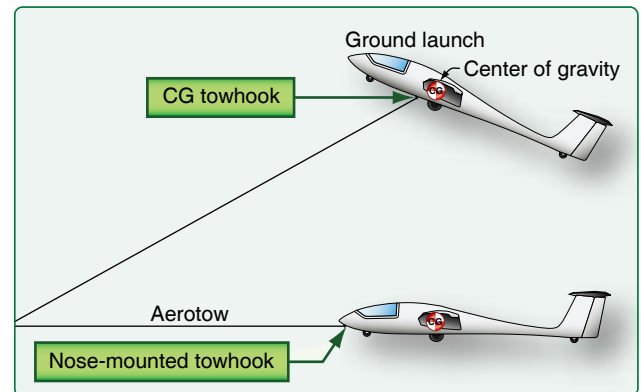 Ground launch
Center of gravity
CG towhook
CG
Aerotow
CG
Nose-mounted towhook